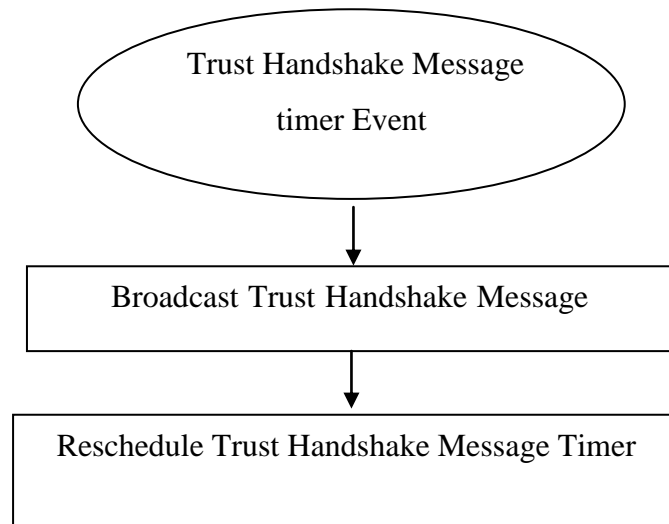 Trust Handshake Message
timer Event
Broadcast Trust Handshake Message
Reschedule Trust Handshake Message Timer